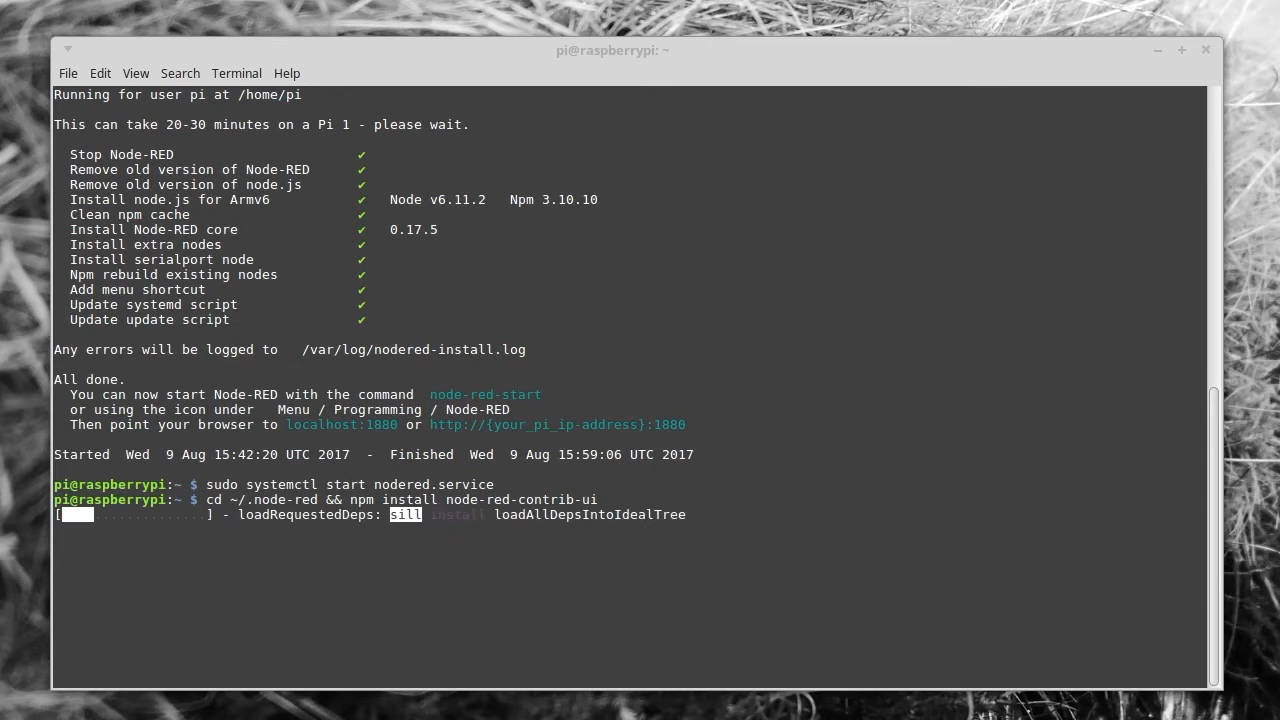 pi@raspberrypi: ~
File Edit View Search Terminal Help
Running for user pi at /home/pi
This can take 20-30 minutes on a Pi 1 - please wait.
Stop Node-RED ✔
Remove old version of Node-RED ✔
Remove old version of node.js ✔
Install node.js for Armv6 ✔ Node v6.11.2 Npm 3.10.10
Clean npm cache ✔
Install Node-RED core ✔ 0.17.5
Install extra nodes ✔
Install serialport node ✔
Npm rebuild existing nodes ✔
Add menu shortcut ✔
Update systemd script ✔
Update update script ✔
Any errors will be logged to /var/log/nodered-install.log
All done.
You can now start Node-RED with the command node-red-start
or using the icon under Menu / Programming / Node-RED
Then point your browser to localhost:1880 or http://{your_pi_ip-address}:1880
Started Wed 9 Aug 15:42:20 UTC 2017 - Finished Wed 9 Aug 15:59:06 UTC 2017
pi@raspberrypi:~ $ sudo systemctl start nodered.service
pi@raspberrypi:~ $ cd ~/.node-red && npm install node-red-contrib-ui
[ ..............] - loadRequestedDeps: sill install loadAllDepsIntoIdealTree